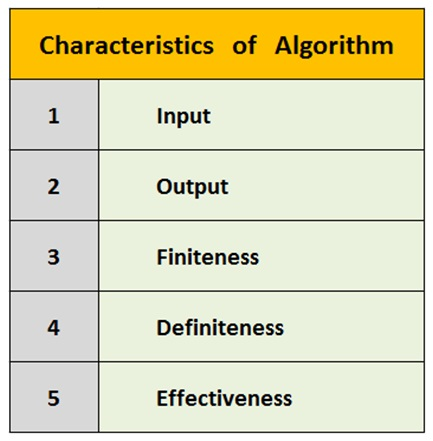 Characteristics of Algorithm
1 Input
2 Output
3 Finiteness
4 Definiteness
5 Effectiveness